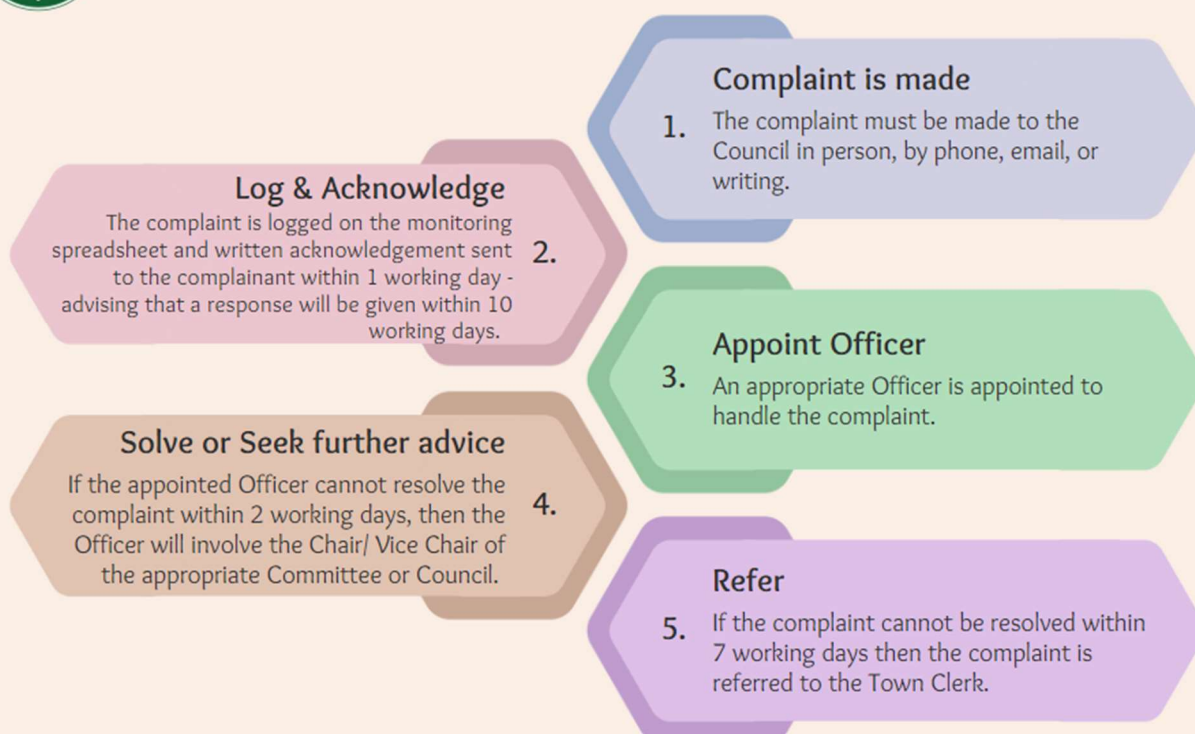 Complaint is made
1.
The complaint must be made to the
Council in person, by phone, email, or
writing.
Log & Acknowledge
The complaint is logged on the monitoring
spreadsheet and written acknowledgement sent
to the complainant within 1 working day -
advising that a response will be given within 10
working days.
2.
Appoint Officer
3.
An appropriate Officer is appointed to
handle the complaint.
Solve or Seek further advice
If the appointed Officer cannot resolve the
complaint within 2 working days, then the
Officer will involve the Chair/ Vice Chair of
the appropriate Committee or Council.
4.
Refer
5.
If the complaint cannot be resolved within
7 working days then the complaint is
referred to the Town Clerk.